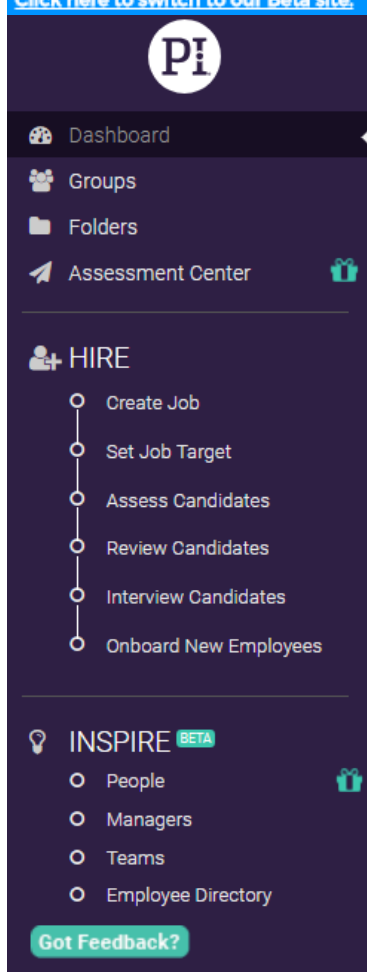 Click here to switch to our Beta site.
PI
Dashboard
Groups
Folders
Assessment Center
HIRE
Create Job
Set Job Target
Assess Candidates
Review Candidates
Interview Candidates
Onboard New Employees
INSPIRE BETA
People
Managers
Teams
Employee Directory
Got Feedback?